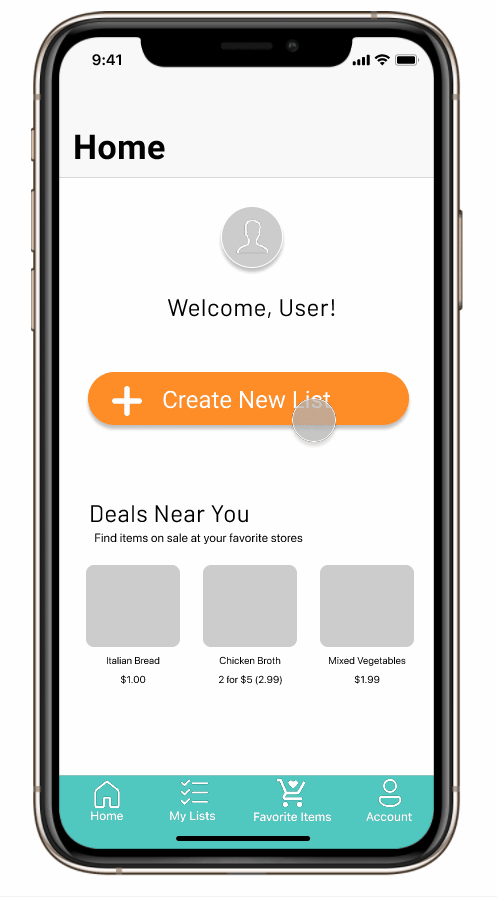 9:41
Home
Welcome, User!
Create New List
Deals Near You
Find items on sale at your favorite stores
Italian Bread
$1.00
Chicken Broth
2 for $5 (2.99)
Mixed Vegetables
$1.99
Home
My Lists
Favorite Items
Account